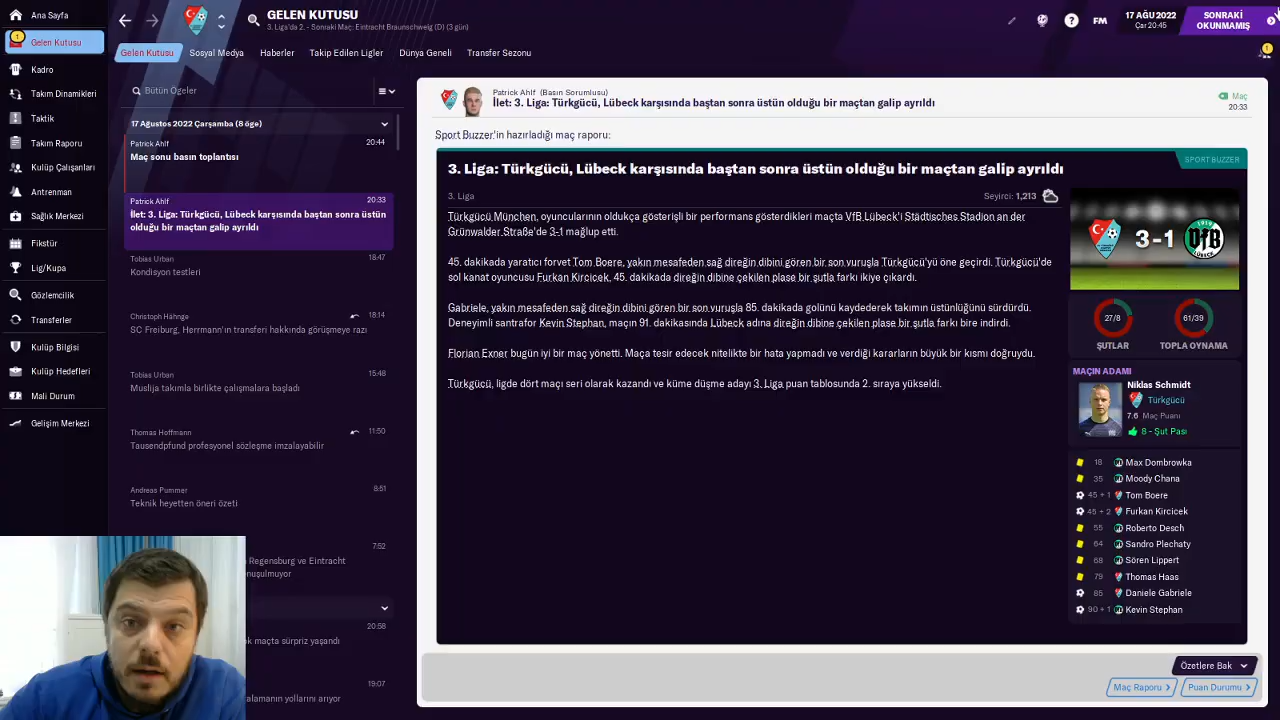 Ana Sayfa
Gelen Kutusu
1
Kadro
Takım Dinamikleri
Taktik
Takım Raporu
Kulüp Çalışanları
Antrenman
Sağlık Merkezi
Fikstür
Lig/Kupa
Gözlemcilik
Transferler
Kulüp Bilgisi
Kulüp Hedefleri
Mali Durum
Gelişim Merkezi
GELEN KUTUSU
3. Liga'da 2. - Sonraki Maç: Eintracht Braunschweig (D) (3 gün)
FM
17 AĞU 2022
Çar 20:45
SONRAKİ
OKUNMAMIŞ
1
Gelen Kutusu
Sosyal Medya
Haberler
Takip Edilen Ligler
Dünya Geneli
Transfer Sezonu
Bütün Ögeler
17 Ağustos 2022 Çarşamba (8 öge)
Patrick Ahlf 20:44
Maç sonu basın toplantısı
Patrick Ahlf 20:33
İlet: 3. Liga: Türkgücü, Lübeck karşısında baştan sonra üstün
olduğu bir maçtan galip ayrıldı
Tobias Urban 18:47
Kondisyon testleri
Christoph Hähnge 18:14
SC Freiburg, Herrmann'ın transferi hakkında görüşmeye razı
Tobias Urban 15:48
Muslija takımla birlikte çalışmalara başladı
Thomas Hoffmann 11:50
Tausendpfund profesyonel sözleşme imzalayabilir
Andreas Pummer 8:51
Teknik heyetten öneri özeti
7:52
Regensburg ve Eintracht
onuşulmuyor
20:58
k maçta sürpriz yaşandı
19:07
alamanın yollarını arıyor
Patrick Ahlf (Basın Sorumlusu)
İlet: 3. Liga: Türkgücü, Lübeck karşısında baştan sonra üstün olduğu bir maçtan galip ayrıldı
Maç
20:33
Sport Buzzer'in hazırladığı maç raporu:
SPORT BUZZER
3. Liga: Türkgücü, Lübeck karşısında baştan sonra üstün olduğu bir maçtan galip ayrıldı
3. Liga
Seyirci: 1,213
Türkgücü München, oyuncularının oldukça gösterişli bir performans gösterdikleri maçta VfB Lübeck'i Städtisches Stadion an der
Grünwalder Straße'de 3-1 mağlup etti.
45. dakikada yaratıcı forvet Tom Boere, yakın mesafeden sağ direğin dibini gören bir son vuruşla Türkgücü'yü öne geçirdi. Türkgücü'de
sol kanat oyuncusu Furkan Kircicek, 45. dakikada direğin dibine çekilen plase bir şutla farkı ikiye çıkardı.
Gabriele, yakın mesafeden sağ direğin dibini gören bir son vuruşla 85. dakikada golünü kaydederek takımın üstünlüğünü sürdürdü.
Deneyimli santrafor Kevin Stephan, maçın 91. dakikasında Lübeck adına direğin dibine çekilen plase bir şutla farkı bire indirdi.
Florian Exner bugün iyi bir maç yönetti. Maça tesir edecek nitelikte bir hata yapmadı ve verdiği kararların büyük bir kısmı doğruydu.
Türkgücü, ligde dört maçı seri olarak kazandı ve küme düşme adayı 3. Liga puan tablosunda 2. sıraya yükseldi.
3-1
1919
LÜBECK
27/8
61/39
ŞUTLAR
TOPLA OYNAMA
MAÇIN ADAMI
Niklas Schmidt
Türkgücü
7.6 Maç Puanı
8 - Şut Pası
18 Max Dombrowka
35 Moody Chana
45 + 1 Tom Boere
45 + 2 Furkan Kircicek
55 Roberto Desch
64 Sandro Plechaty
68 Sören Lippert
79 Thomas Haas
85 Daniele Gabriele
90 + 1 Kevin Stephan
Özetlere Bak
Maç Raporu
Puan Durumu